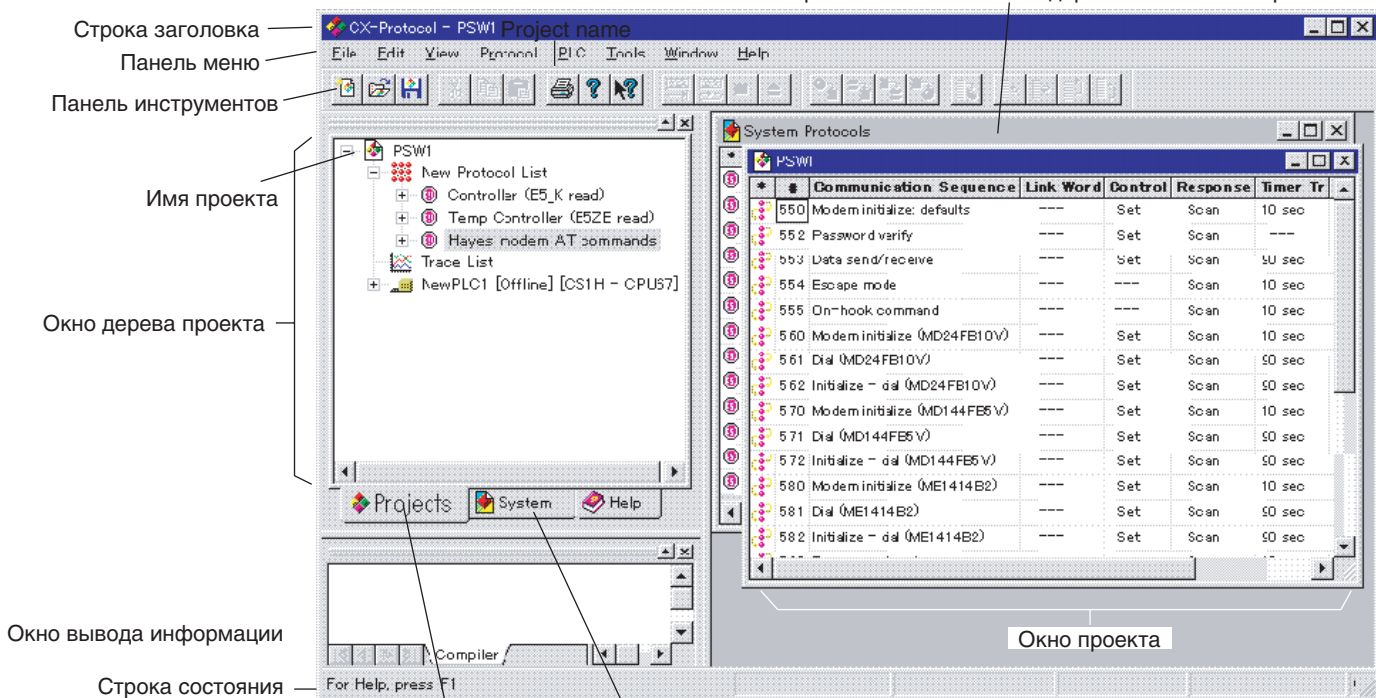 Строка заголовка
CX-Protocol - PSW1 Project name
Панель меню
File Edit View Protocol PLC Tools Window Help
Панель инструментов
PSW1
New Protocol List
Controller (E5_K read)
Temp Controller (E5ZE read)
Hayes modem AT commands
Trace List
NewPLC1 [Offline] [CS1H - CPU67]
Имя проекта
Окно дерева проекта
Projects System Help
System Protocols
PSW1
* # Communication Sequence Link Word Control Response Timer Tr
550 Modem initialize: defaults --- Set Scan 10 sec
552 Password verify --- Set Scan ---
553 Data send/receive --- Set Scan 90 sec
554 Escape mode --- --- Scan 10 sec
555 On-hook command --- --- Scan 10 sec
560 Modem initialize (MD24FB10V) --- Set Scan 10 sec
561 Dial (MD24FB10V) --- Set Scan 90 sec
562 Initialize - dial (MD24FB10V) --- Set Scan 90 sec
570 Modem initialize (MD144FB5V) --- Set Scan 10 sec
571 Dial (MD144FB5V) --- Set Scan 90 sec
572 Initialize - dial (MD144FB5V) --- Set Scan 90 sec
580 Modem initialize (ME1414B2) --- Set Scan 10 sec
581 Dial (ME1414B2) --- Set Scan 90 sec
582 Initialize - dial (ME1414B2) --- Set Scan 90 sec
Окно проекта
Окно вывода информации
Compiler
Строка состояния
For Help, press F1